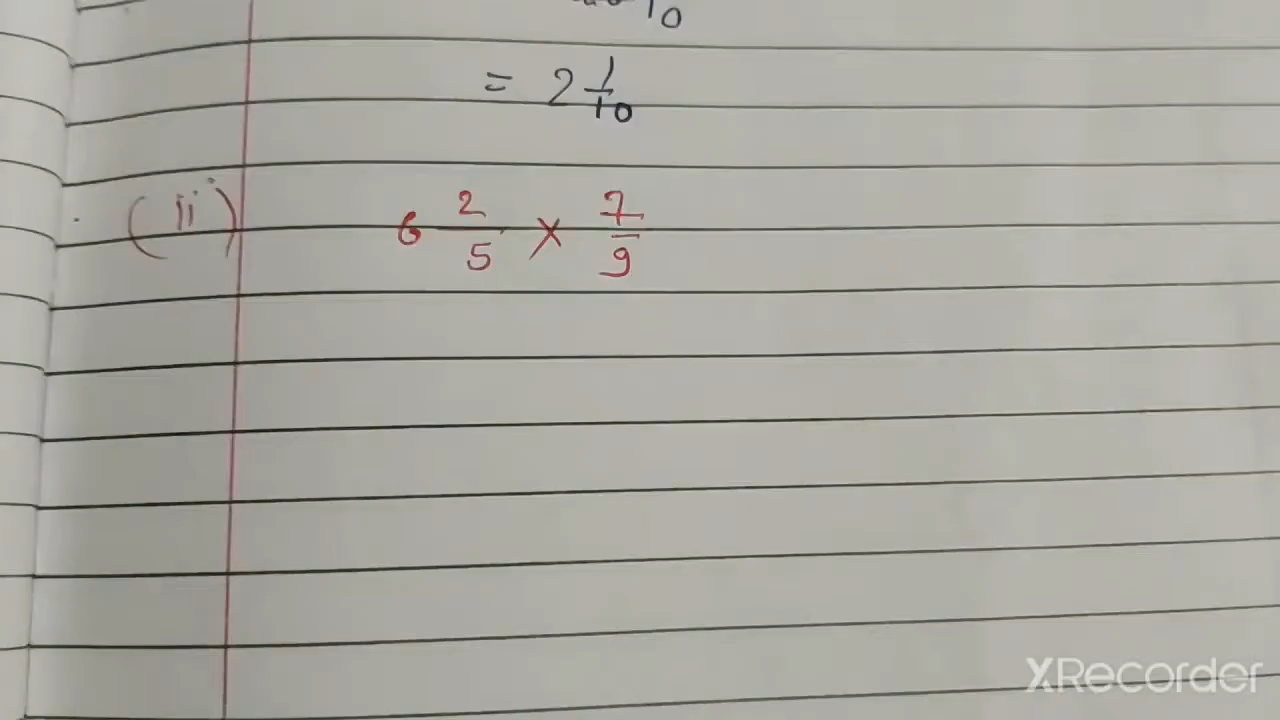 = 2 1/10
(ii) 6 2/5 × 7/9
XRecorder